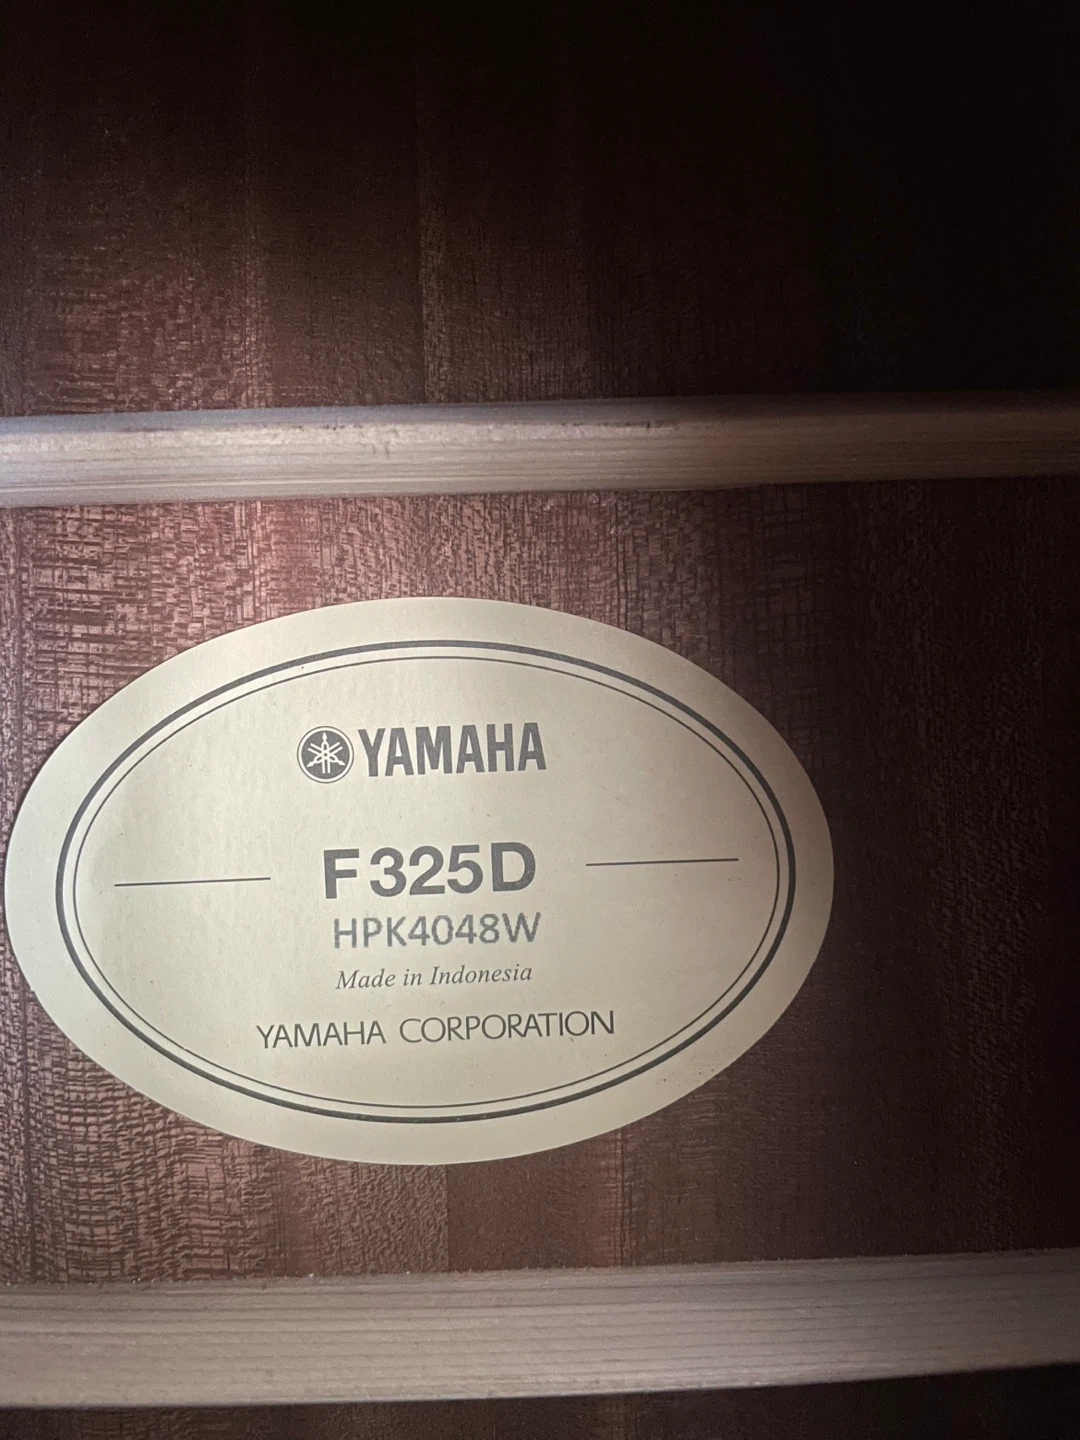 YAMAHA
F325D
HPK4048W
Made in Indonesia
YAMAHA CORPORATION